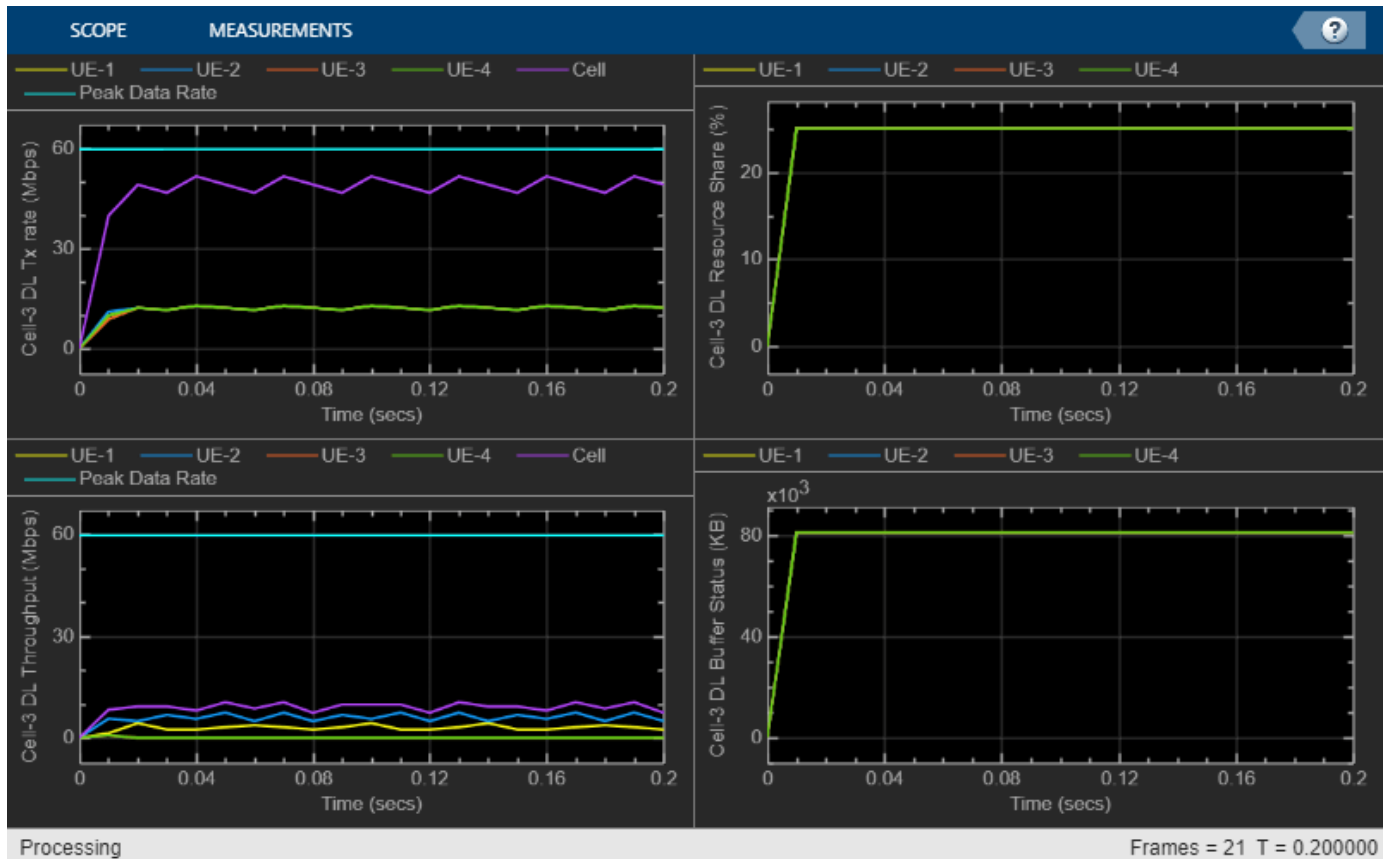 SCOPE MEASUREMENTS ?
UE-1 UE-2 UE-3 UE-4 Cell
Peak Data Rate
Cell-3 DL Tx rate (Mbps)
60
30
0
0 0.04 0.08 0.12 0.16 0.2
Time (secs)
UE-1 UE-2 UE-3 UE-4
Cell-3 DL Resource Share (%)
20
10
0
0 0.04 0.08 0.12 0.16 0.2
Time (secs)
UE-1 UE-2 UE-3 UE-4 Cell
Peak Data Rate
Cell-3 DL Throughput (Mbps)
60
30
0
0 0.04 0.08 0.12 0.16 0.2
Time (secs)
UE-1 UE-2 UE-3 UE-4
x10³
Cell-3 DL Buffer Status (KB)
80
40
0
0 0.04 0.08 0.12 0.16 0.2
Time (secs)
Processing Frames = 21 T = 0.200000